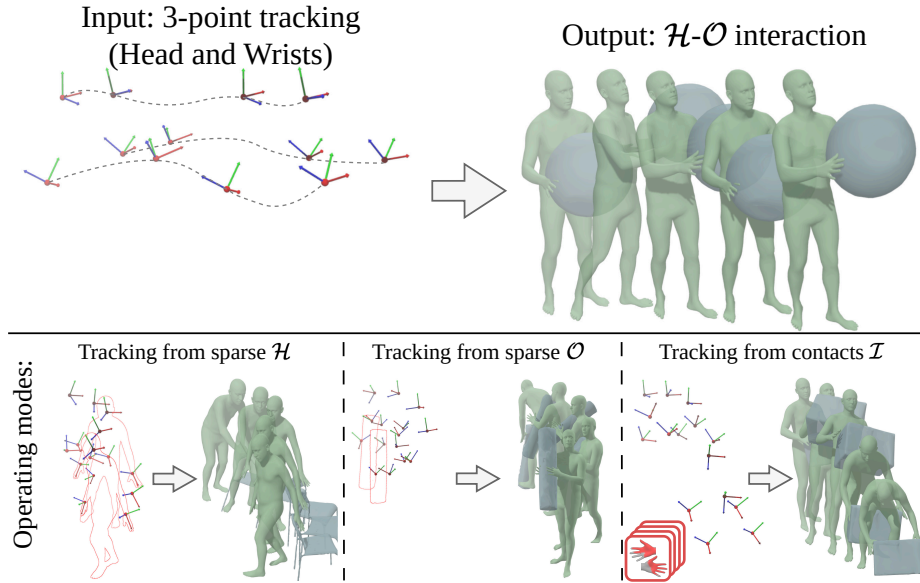 Input: 3-point tracking
(Head and Wrists)
Output: ℋ-𝒪 interaction
Operating modes:
Tracking from sparse ℋ
Tracking from sparse 𝒪
Tracking from contacts ℐ